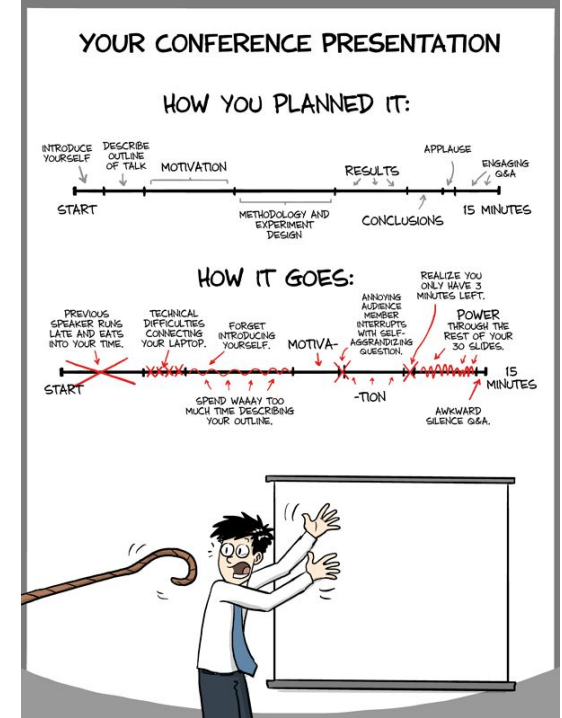 YOUR CONFERENCE PRESENTATION
HOW YOU PLANNED IT:
INTRODUCE
YOURSELF
DESCRIBE
OUTLINE
OF TALK
MOTIVATION
RESULTS
APPLAUSE
ENGAGING
Q&A
START
METHODOLOGY AND
EXPERIMENT
DESIGN
CONCLUSIONS
15 MINUTES
HOW IT GOES:
PREVIOUS
SPEAKER RUNS
LATE AND EATS
INTO YOUR TIME.
TECHNICAL
DIFFICULTIES
CONNECTING
YOUR LAPTOP.
FORGET
INTRODUCING
YOURSELF.
MOTIVA-
ANNOYING
AUDIENCE
MEMBER
INTERRUPTS
WITH SELF-
AGGRANDIZING
QUESTION.
REALIZE YOU
ONLY HAVE 3
MINUTES LEFT.
POWER
THROUGH THE
REST OF YOUR
30 SLIDES.
START
SPEND WAAAY TOO
MUCH TIME DESCRIBING
YOUR OUTLINE.
-TION
AWKWARD
SILENCE Q&A.
15
MINUTES